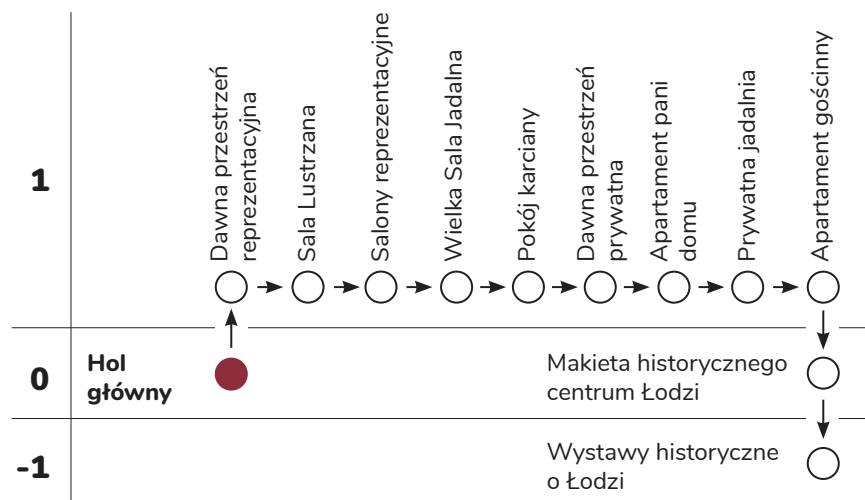 1
Dawna przestrzeń
reprezentacyjna
Sala Lustrzana
Salony reprezentacyjne
Wielka Sala Jadalna
Pokój karciany
Dawna przestrzeń
prywatna
Apartament pani
domu
Prywatna jadalnia
Apartament gościnny
0
Hol
główny
Makieta historycznego
centrum Łodzi
-1
Wystawy historyczne
o Łodzi